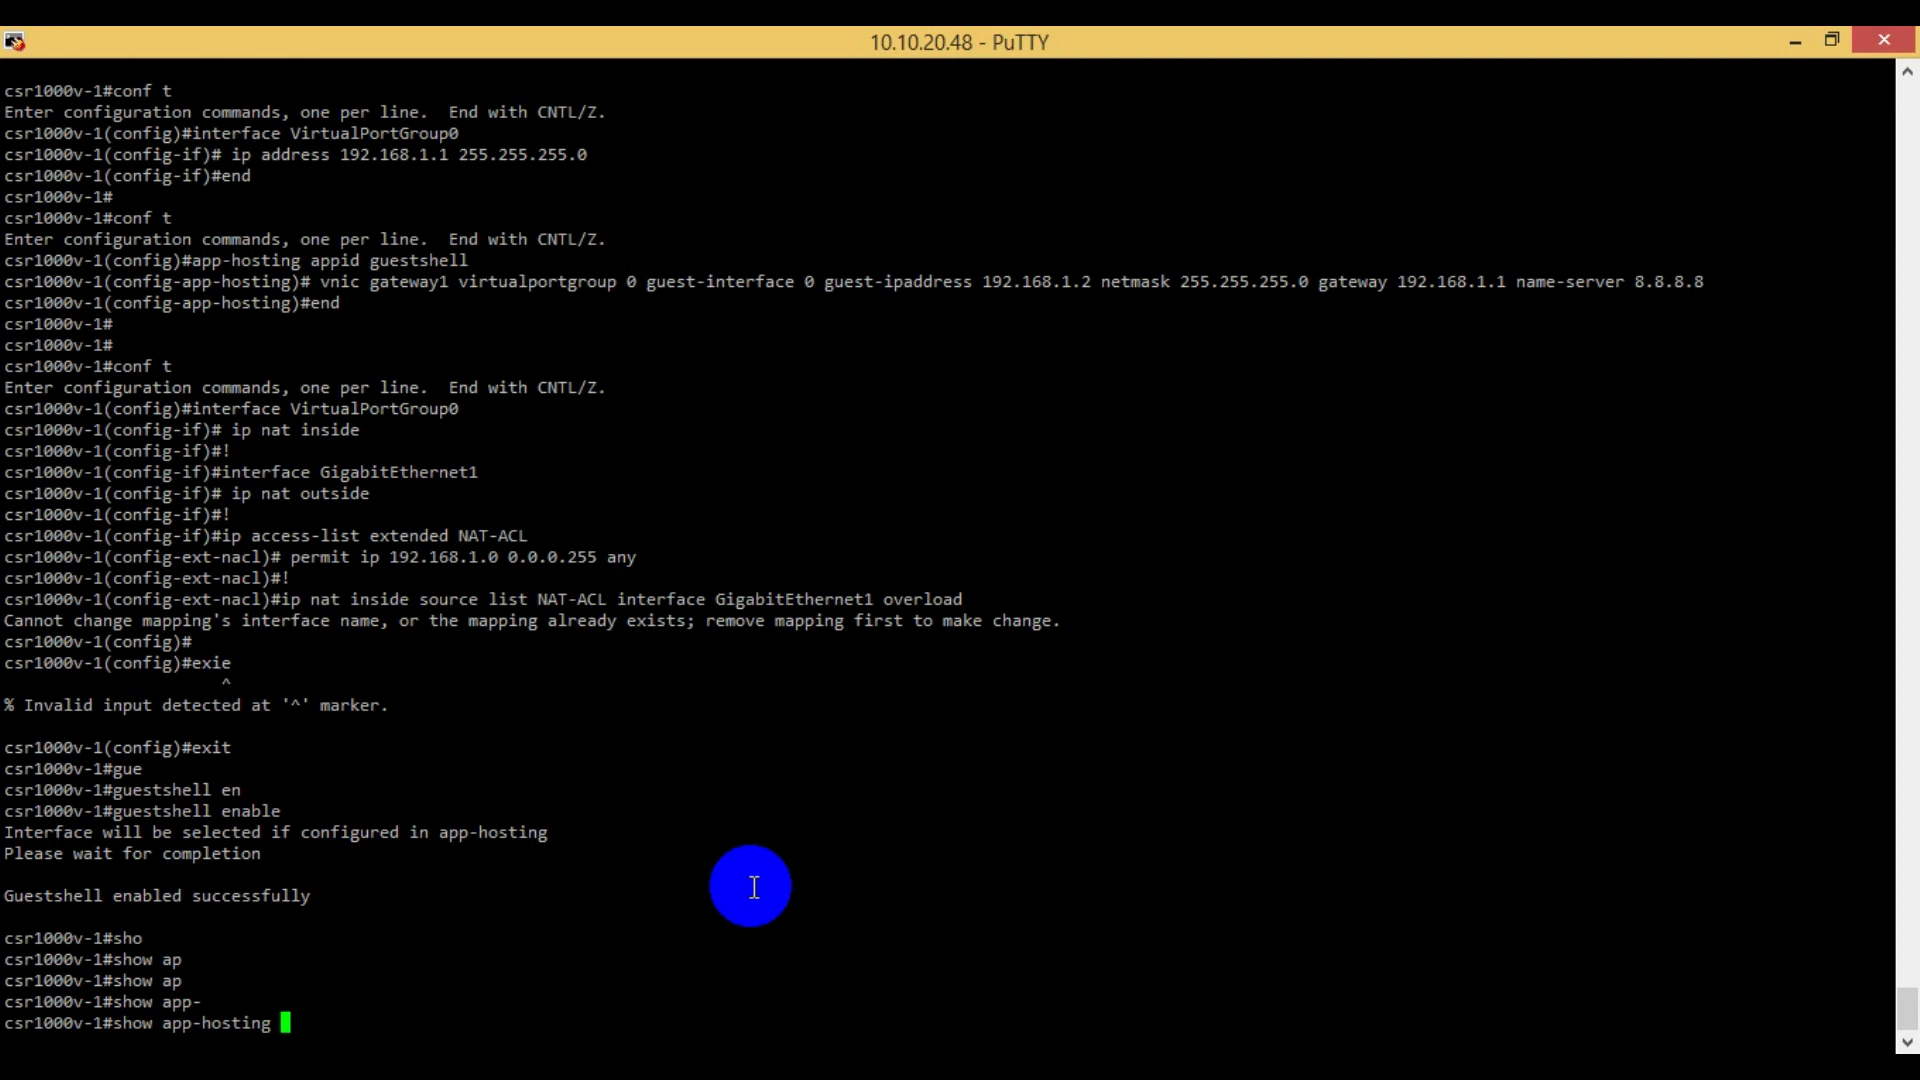 10.10.20.48 - PuTTY
csr1000v-1#conf t
Enter configuration commands, one per line.  End with CNTL/Z.
csr1000v-1(config)#interface VirtualPortGroup0
csr1000v-1(config-if)# ip address 192.168.1.1 255.255.255.0
csr1000v-1(config-if)#end
csr1000v-1#
csr1000v-1#conf t
Enter configuration commands, one per line.  End with CNTL/Z.
csr1000v-1(config)#app-hosting appid guestshell
csr1000v-1(config-app-hosting)# vnic gateway1 virtualportgroup 0 guest-interface 0 guest-ipaddress 192.168.1.2 netmask 255.255.255.0 gateway 192.168.1.1 name-server 8.8.8.8
csr1000v-1(config-app-hosting)#end
csr1000v-1#
csr1000v-1#
csr1000v-1#conf t
Enter configuration commands, one per line.  End with CNTL/Z.
csr1000v-1(config)#interface VirtualPortGroup0
csr1000v-1(config-if)# ip nat inside
csr1000v-1(config-if)#!
csr1000v-1(config-if)#interface GigabitEthernet1
csr1000v-1(config-if)# ip nat outside
csr1000v-1(config-if)#!
csr1000v-1(config-if)#ip access-list extended NAT-ACL
csr1000v-1(config-ext-nacl)# permit ip 192.168.1.0 0.0.0.255 any
csr1000v-1(config-ext-nacl)#!
csr1000v-1(config-ext-nacl)#ip nat inside source list NAT-ACL interface GigabitEthernet1 overload
Cannot change mapping's interface name, or the mapping already exists; remove mapping first to make change.
csr1000v-1(config)#
csr1000v-1(config)#exie
^
% Invalid input detected at '^' marker.
csr1000v-1(config)#exit
csr1000v-1#gue
csr1000v-1#guestshell en
csr1000v-1#guestshell enable
Interface will be selected if configured in app-hosting
Please wait for completion
Guestshell enabled successfully
csr1000v-1#sho
csr1000v-1#show ap
csr1000v-1#show ap
csr1000v-1#show app-
csr1000v-1#show app-hosting